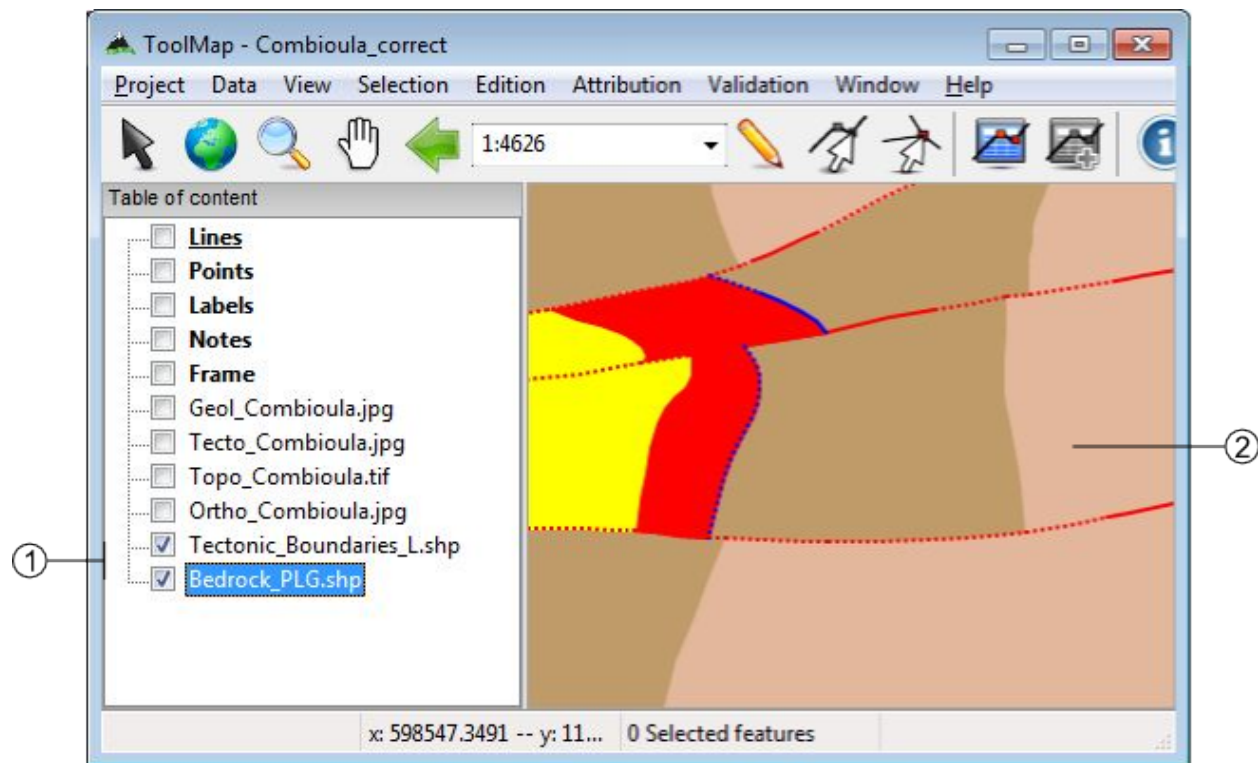 ToolMap - Combioula_correct
Project Data View Selection Edition Attribution Validation Window Help
1:4626
Table of content
Lines
Points
Labels
Notes
Frame
Geol_Combioula.jpg
Tecto_Combioula.jpg
Topo_Combioula.tif
Ortho_Combioula.jpg
Tectonic_Boundaries_L.shp
Bedrock_PLG.shp
1
2
x: 598547.3491 -- y: 11... 0 Selected features